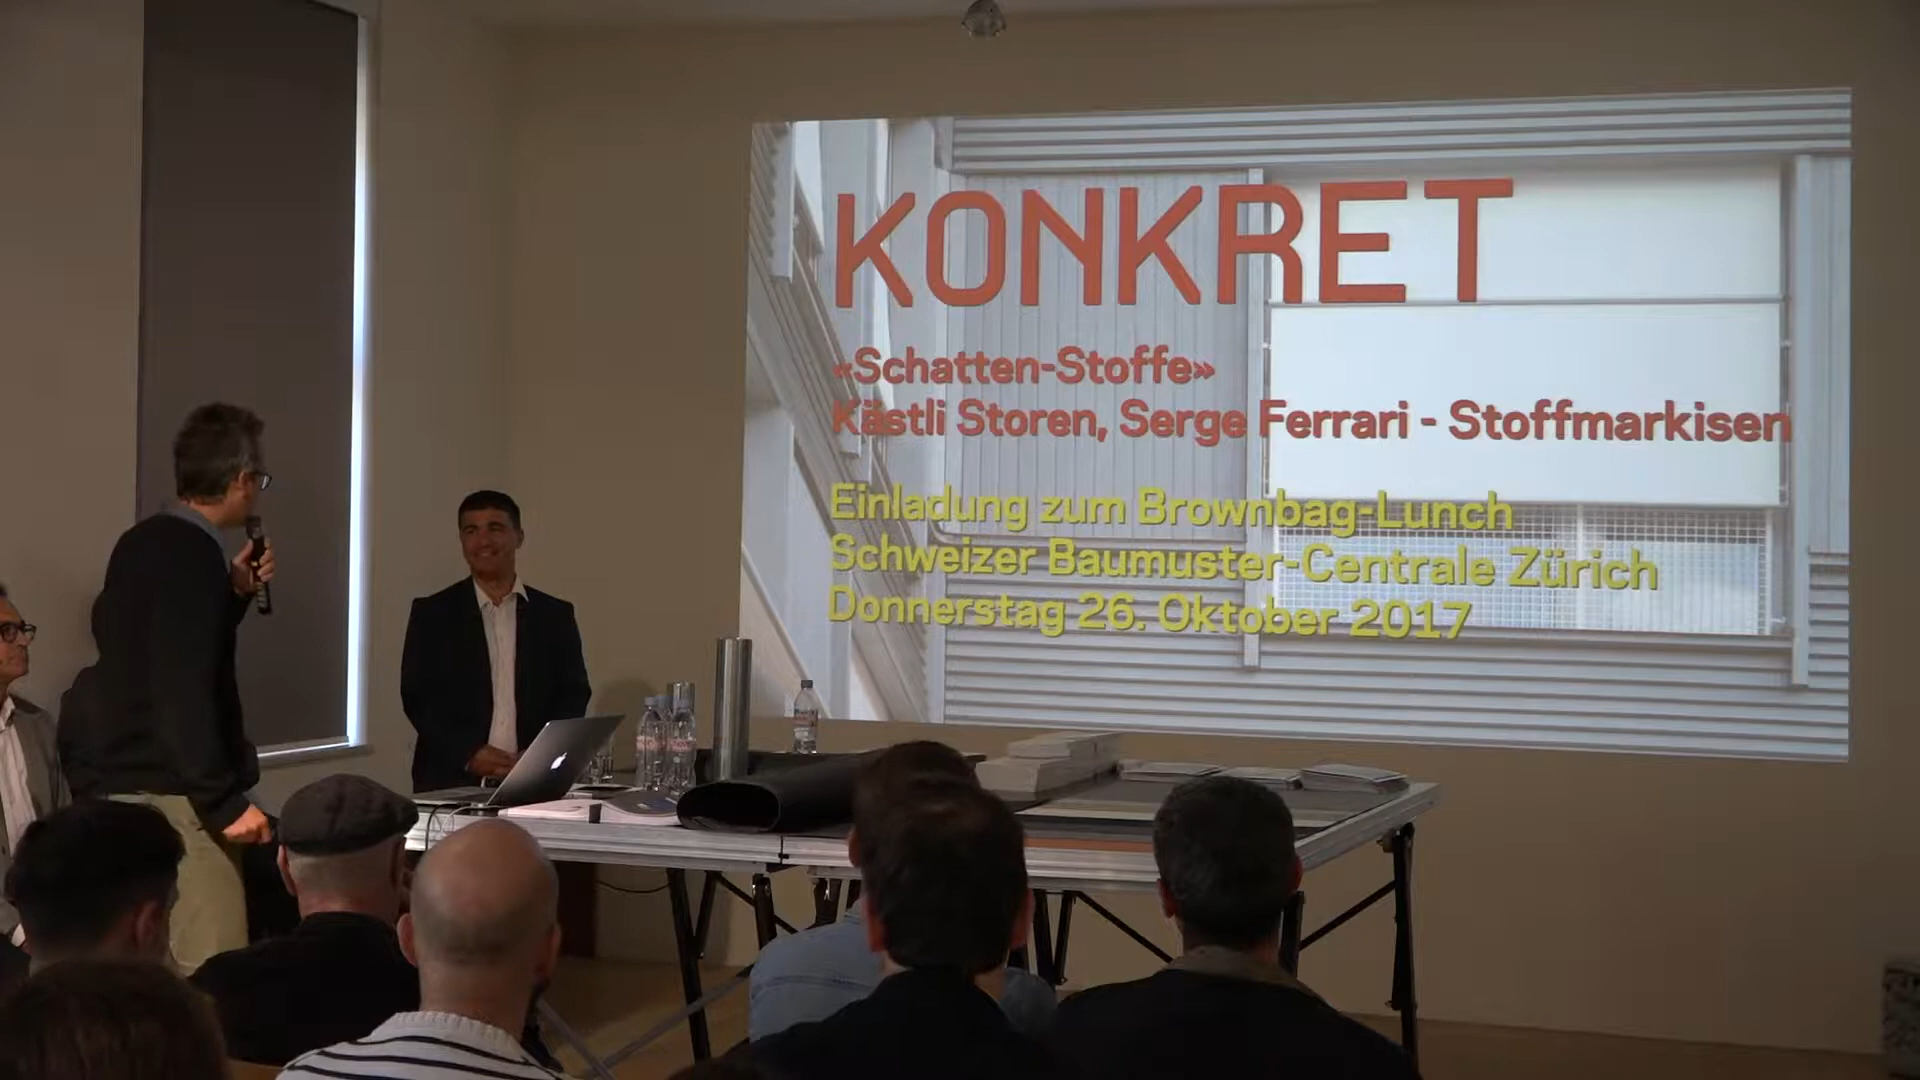 KONKRET
«Schatten-Stoffe»
Kästli Storen, Serge Ferrari - Stoffmarkisen
Einladung zum Brownbag-Lunch
Schweizer Baumuster-Centrale Zürich
Donnerstag 26. Oktober 2017